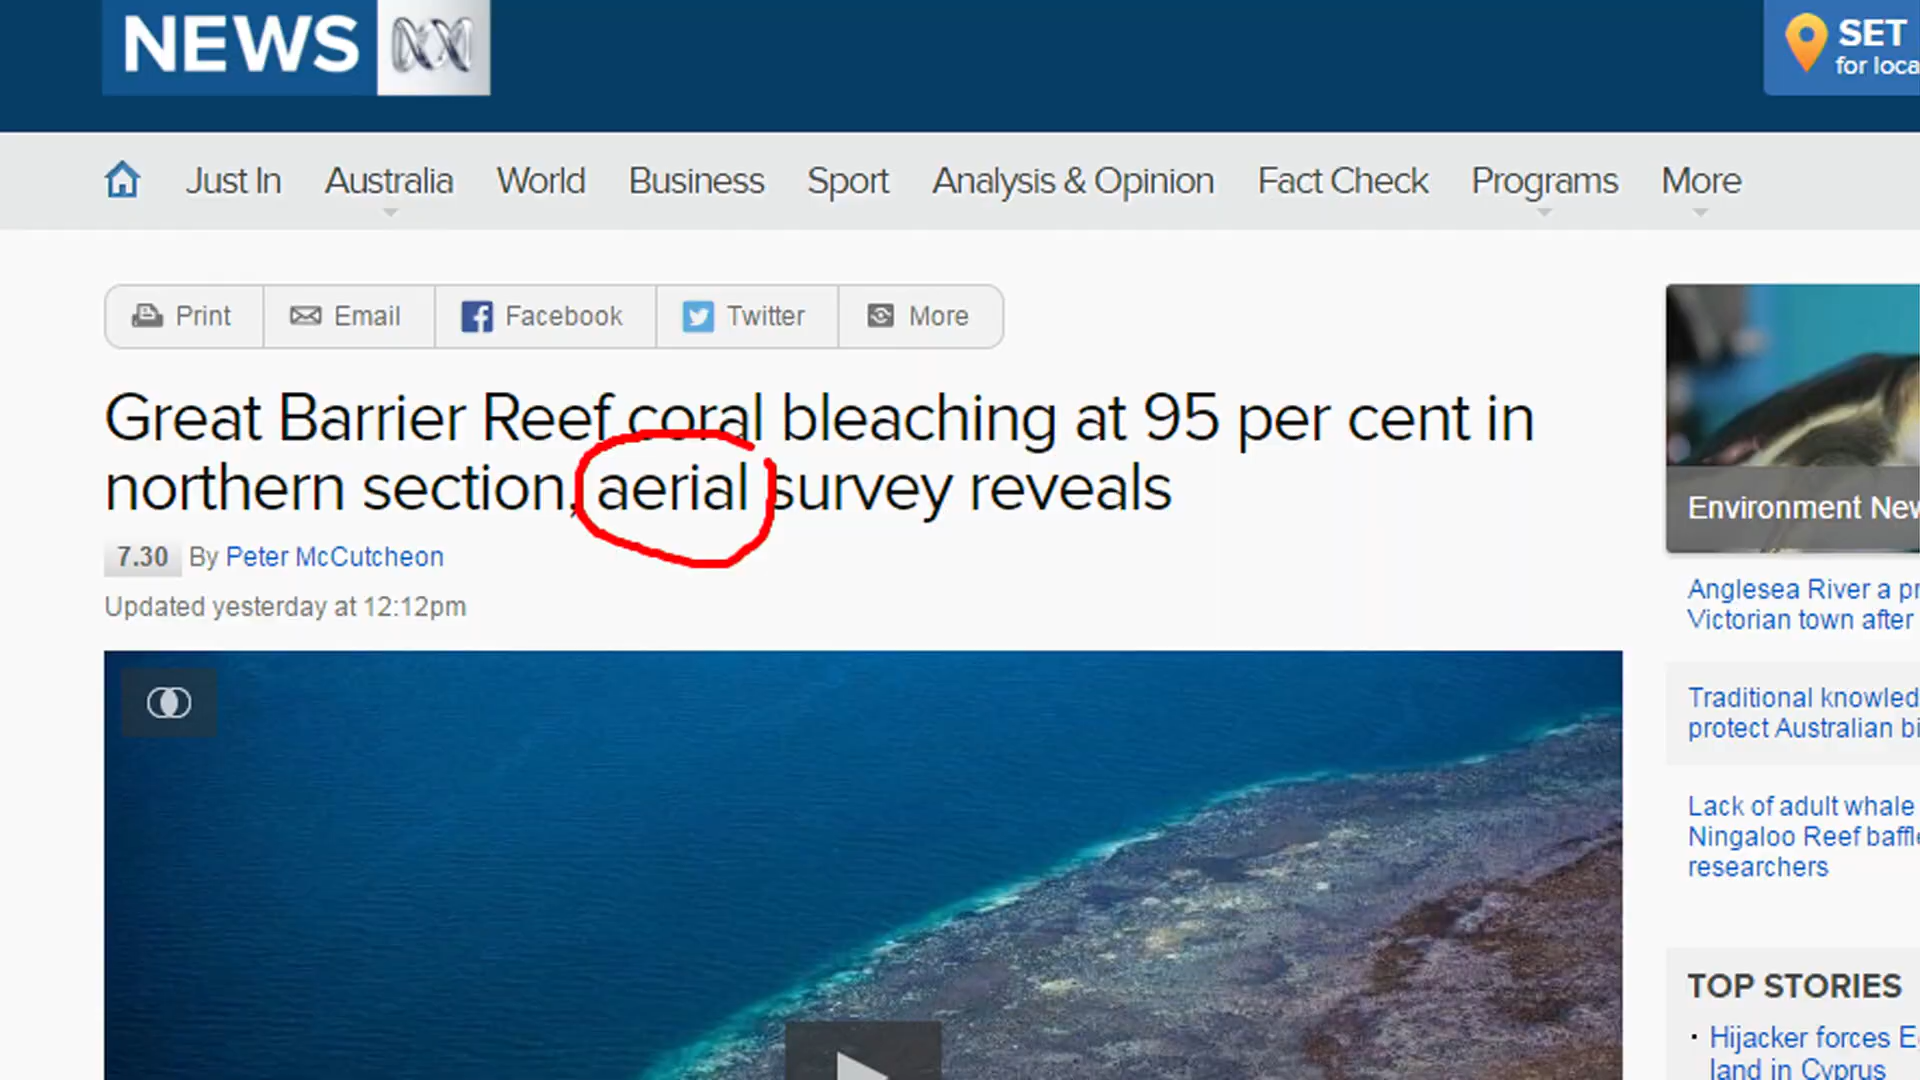 NEWS
SET
for loca
Just In Australia World Business Sport Analysis & Opinion Fact Check Programs More
Print Email Facebook Twitter More
Great Barrier Reef coral bleaching at 95 per cent in
northern section, aerial survey reveals
7.30 By Peter McCutcheon
Updated yesterday at 12:12pm
Environment New
Anglesea River a pr
Victorian town after
Traditional knowled
protect Australian bi
Lack of adult whale
Ningaloo Reef baffle
researchers
TOP STORIES
Hijacker forces E
land in Cyprus